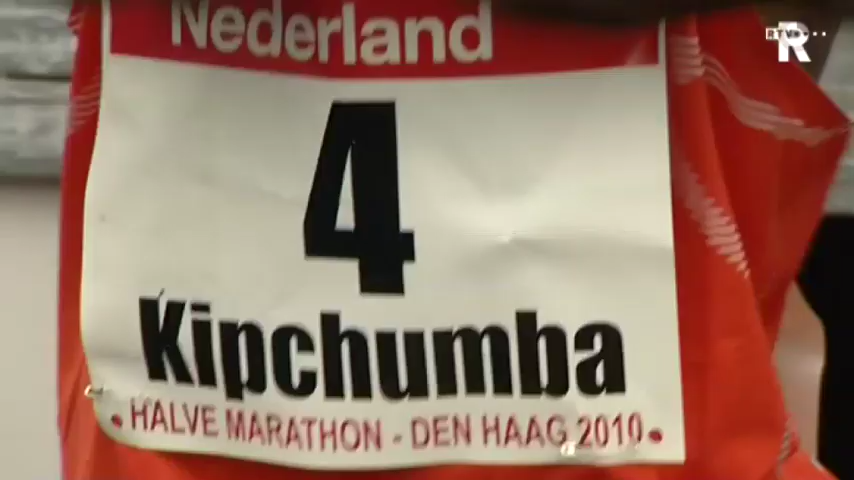 Nederland
RTV R
4
Kipchumba
HALVE MARATHON - DEN HAAG 2010